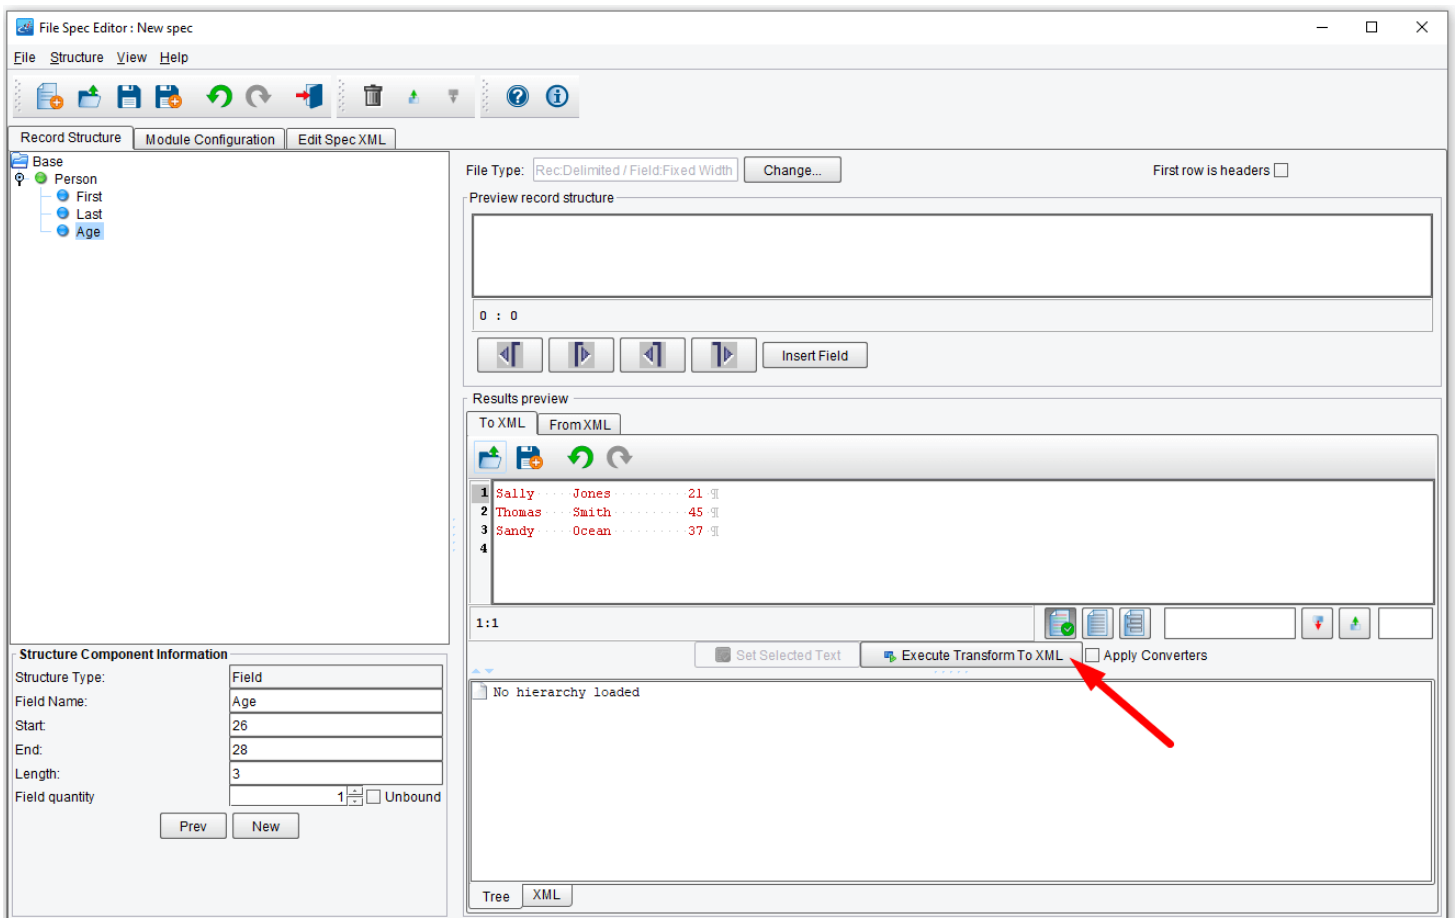 File Spec Editor : New spec
File Structure View Help
Record Structure Module Configuration Edit Spec XML
Base
Person
First
Last
Age
File Type: Rec:Delimited / Field:Fixed Width Change... First row is headers
Preview record structure
0 : 0
Insert Field
Results preview
To XML From XML
1 Sally Jones 21 ¶
2 Thomas Smith 45 ¶
3 Sandy Ocean 37 ¶
4
1:1
Set Selected Text Execute Transform To XML Apply Converters
No hierarchy loaded
Tree XML
Structure Component Information
Structure Type: Field
Field Name: Age
Start: 26
End: 28
Length: 3
Field quantity 1 Unbound
Prev New